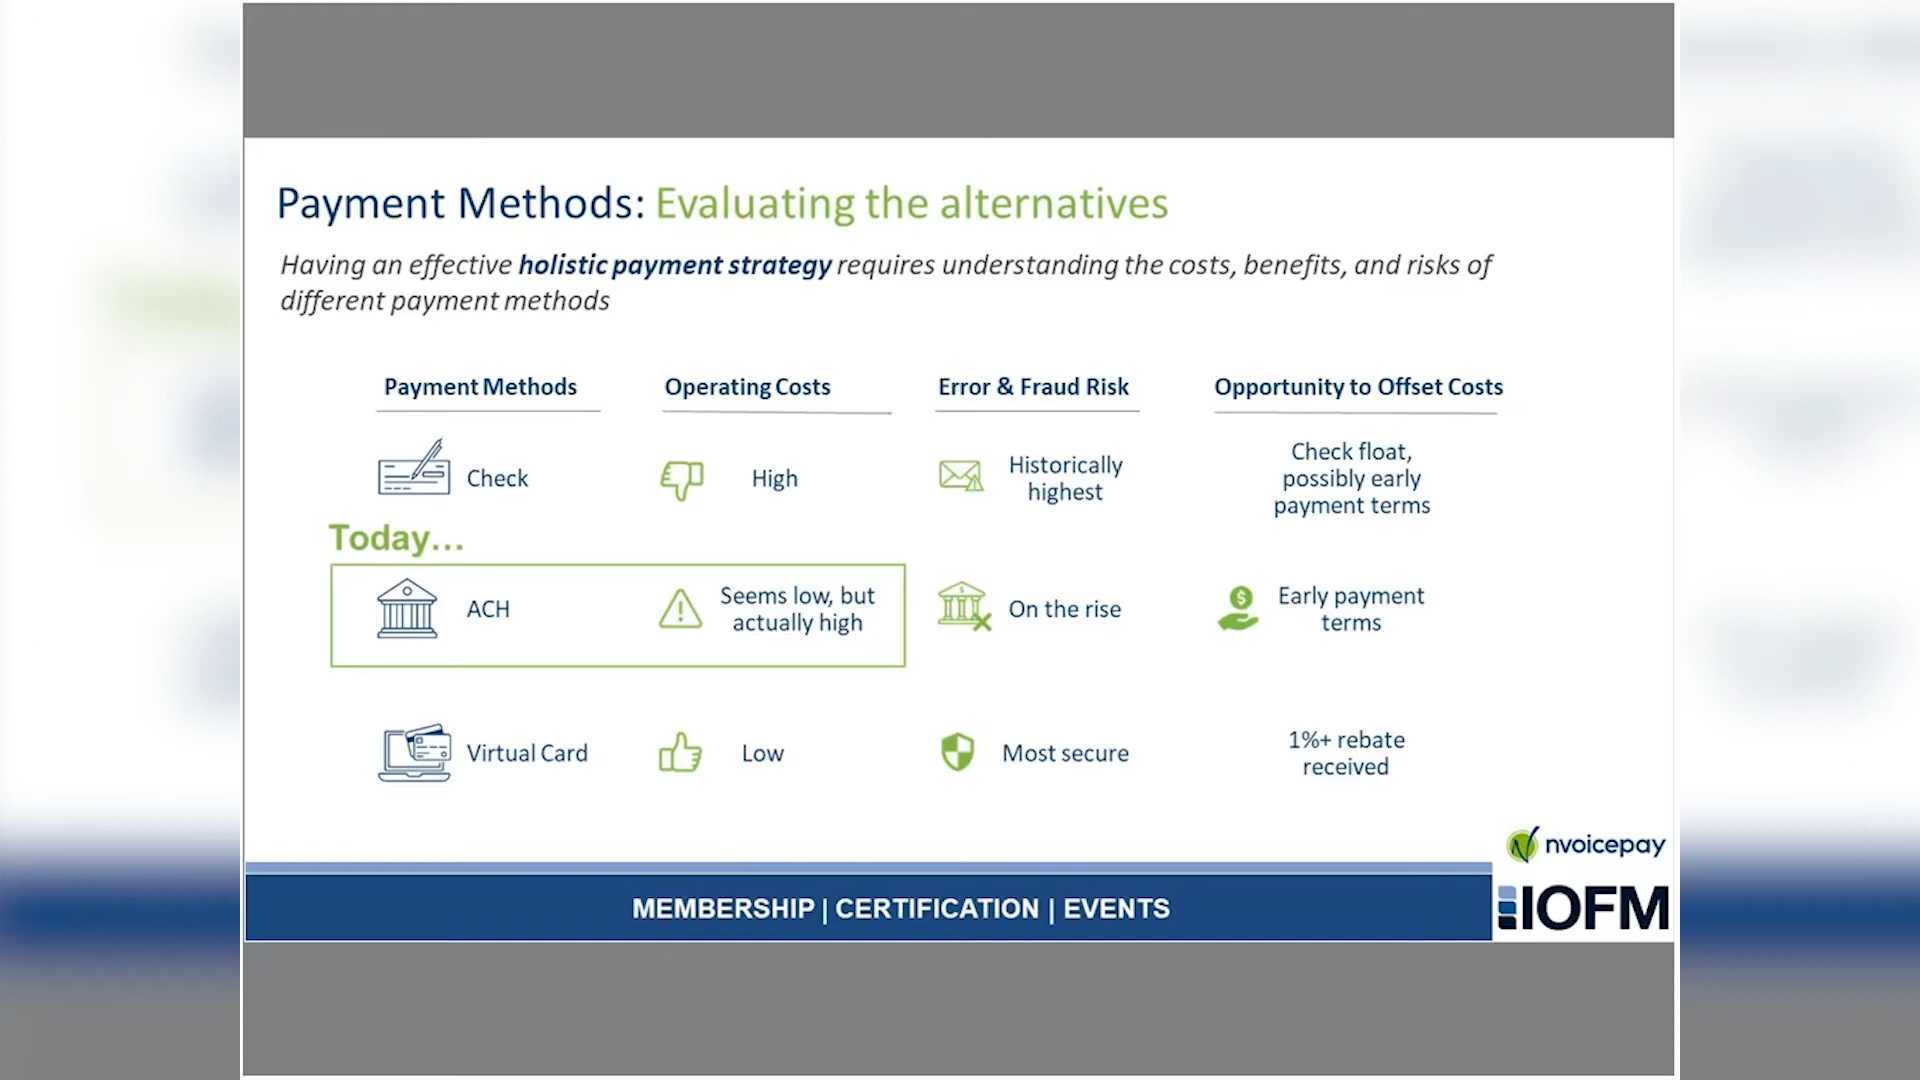 Payment Methods: Evaluating the alternatives
Having an effective holistic payment strategy requires understanding the costs, benefits, and risks of
different payment methods
Payment Methods
Operating Costs
Error & Fraud Risk
Opportunity to Offset Costs
Check
High
Historically
highest
Check float,
possibly early
payment terms
Today...
ACH
Seems low, but
actually high
On the rise
Early payment
terms
Virtual Card
Low
Most secure
1%+ rebate
received
nvoicepay
MEMBERSHIP | CERTIFICATION | EVENTS
IOFM